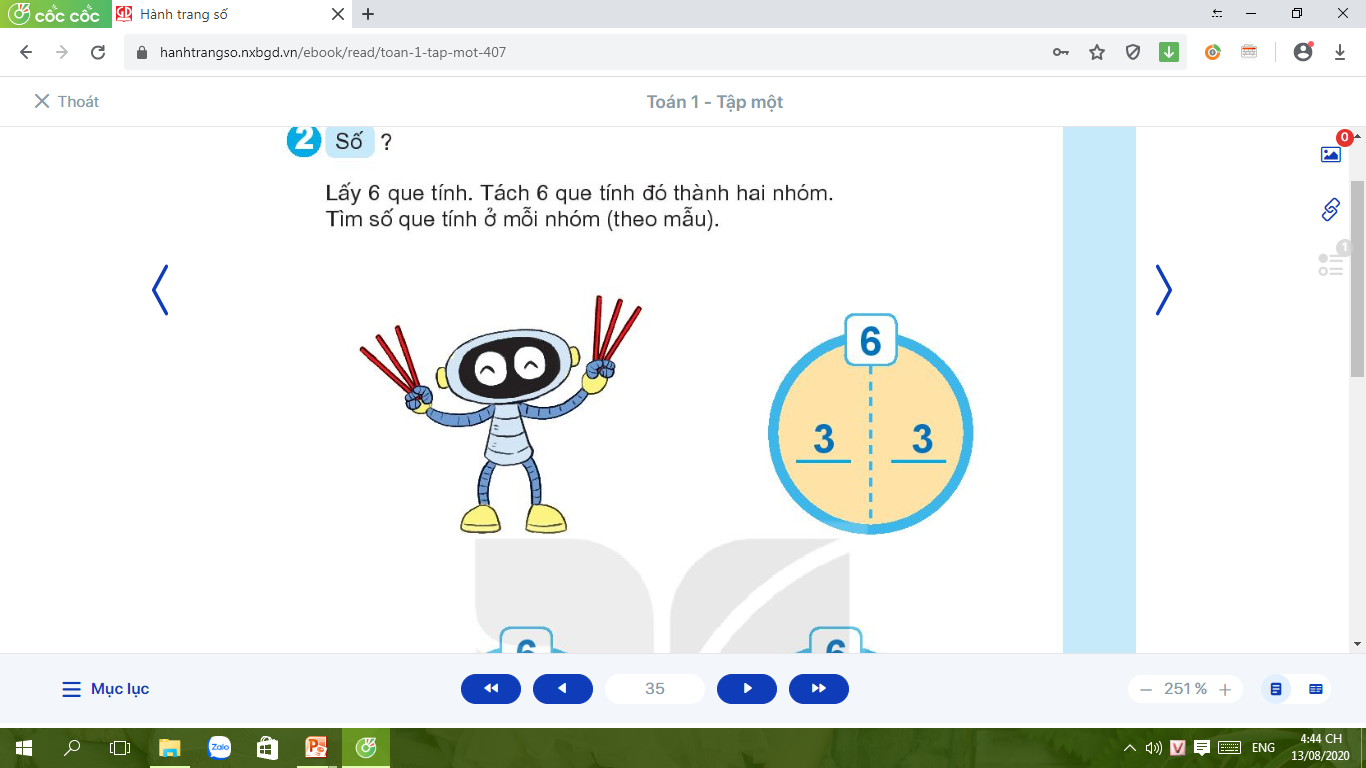 cốc cốc
Hành trang số
hanhtrangso.nxbgd.vn/ebook/read/toan-1-tap-mot-407
Thoát
Toán 1 - Tập một
0
1
2 Số ?
Lấy 6 que tính. Tách 6 que tính đó thành hai nhóm.
Tìm số que tính ở mỗi nhóm (theo mẫu).
6
3 3
6 6
Mục lục
35
251 %
Zalo
ENG
4:44 CH
13/08/2020